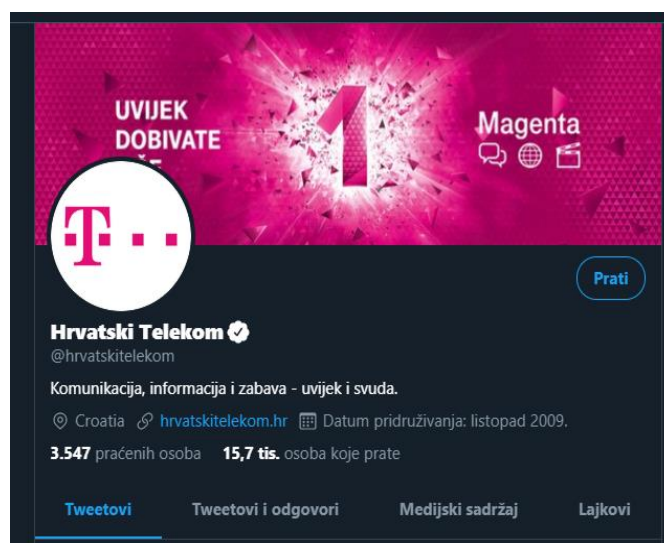 UVIJEK
DOBIVATE
1
Magenta
T
Prati
Hrvatski Telekom
@hrvatskitelekom
Komunikacija, informacija i zabava - uvijek i svuda.
Croatia hrvatskitelekom.hr Datum pridruživanja: listopad 2009.
3.547 praćenih osoba 15,7 tis. osoba koje prate
Tweetovi Tweetovi i odgovori Medijski sadržaj Lajkovi